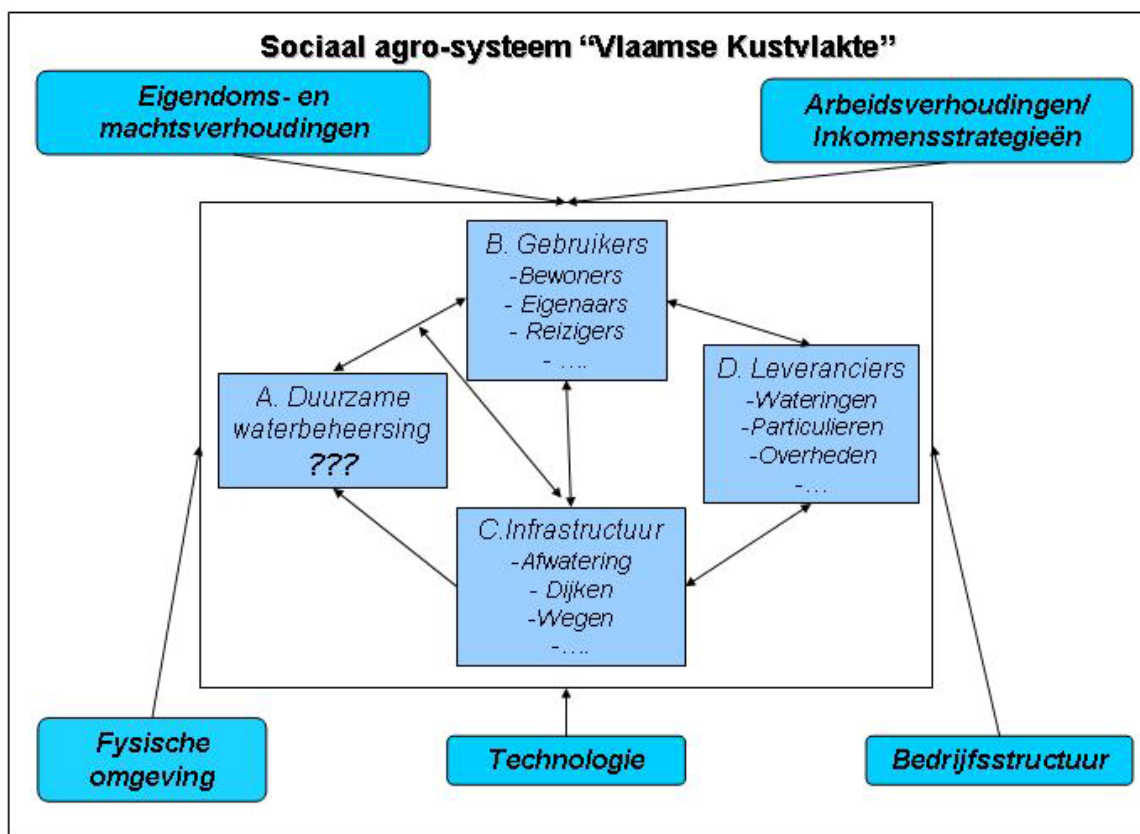 Sociaal agro-systeem “Vlaamse Kustvlakte”
Eigendoms- en
machtsverhoudingen
Arbeidsverhoudingen/
Inkomensstrategieën
B. Gebruikers
-Bewoners
- Eigenaars
- Reizigers
- ....
A. Duurzame
waterbeheersing
???
D. Leveranciers
-Wateringen
-Particulieren
-Overheden
-...
C.Infrastructuur
-Afwatering
- Dijken
-Wegen
-....
Fysische
omgeving
Technologie
Bedrijfsstructuur